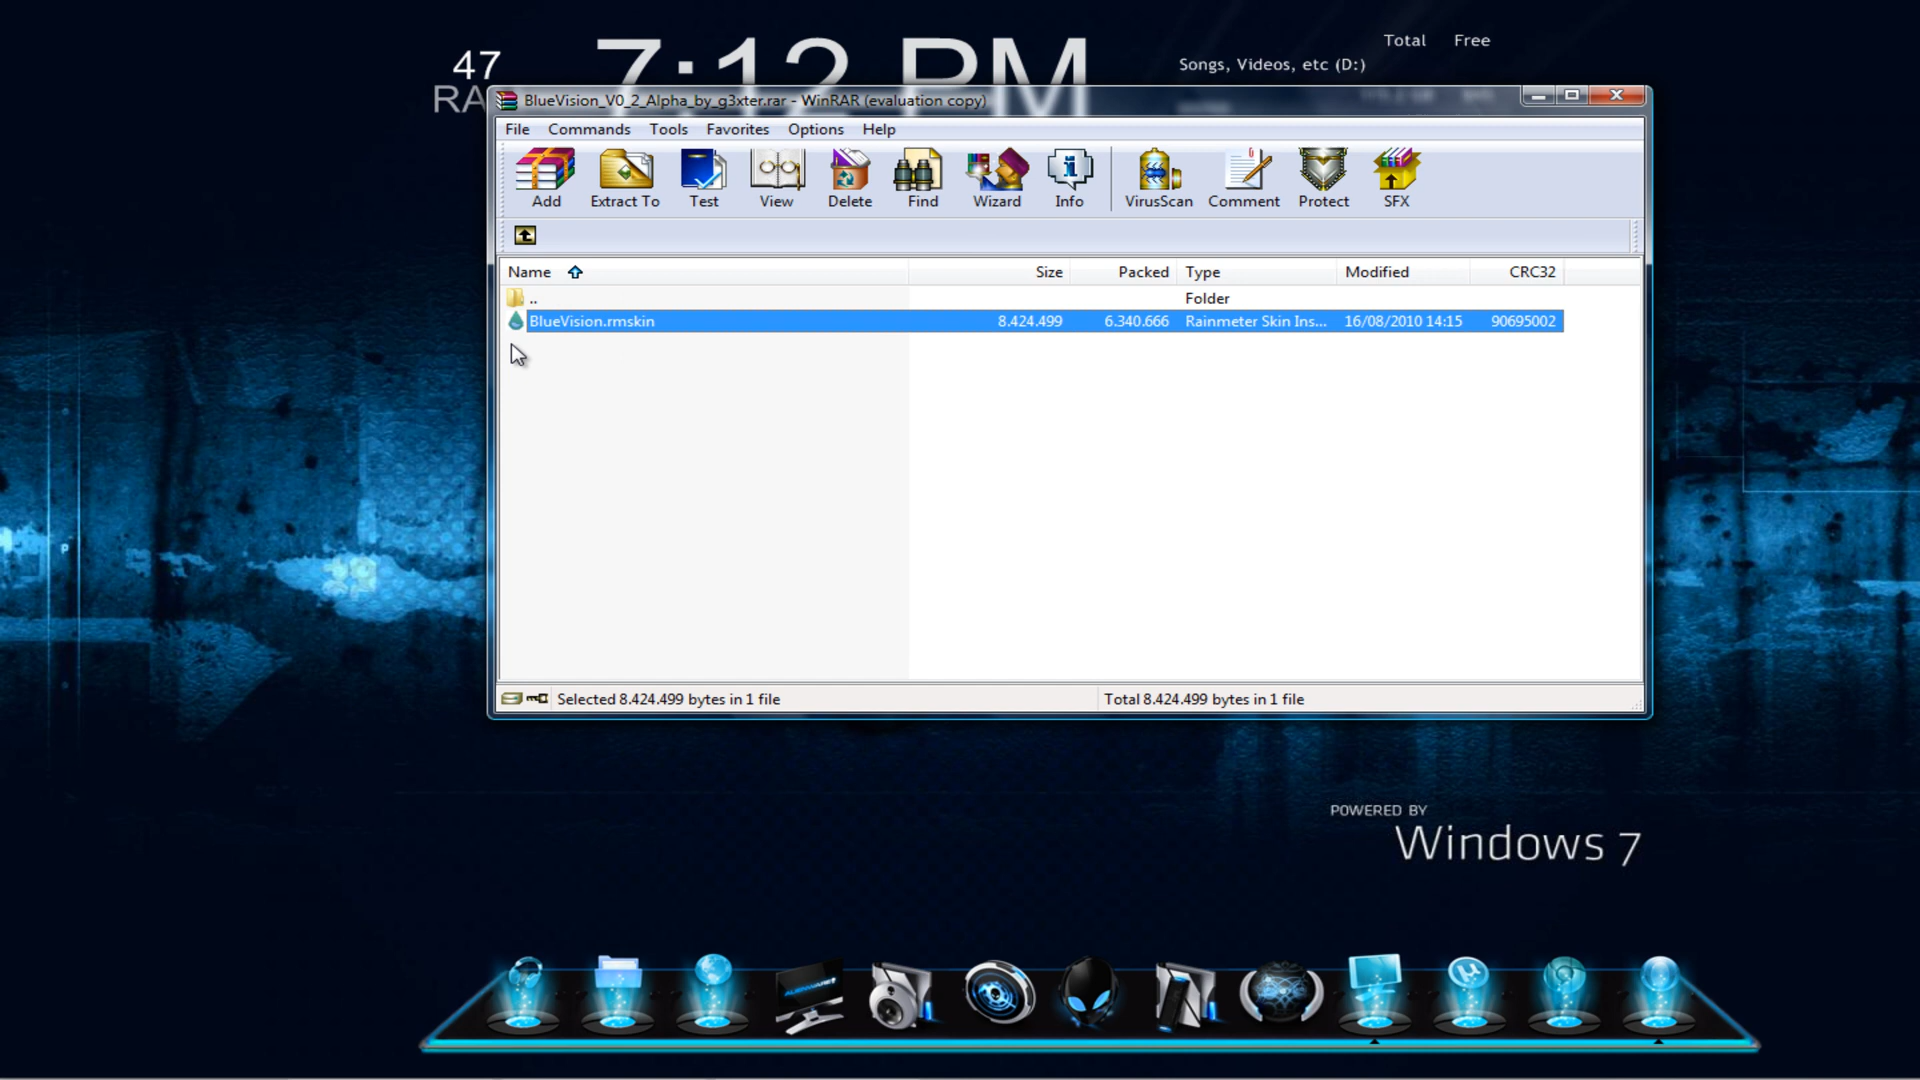 Total Free
Songs, Videos, etc (D:)
47
RA
7:12 PM
BlueVision_V0_2_Alpha_by_g3xter.rar - WinRAR (evaluation copy)
File Commands Tools Favorites Options Help
Add Extract To Test View Delete Find Wizard Info VirusScan Comment Protect SFX
Name Size Packed Type Modified CRC32
.. Folder
BlueVision.rmskin 8.424.499 6.340.666 Rainmeter Skin Ins... 16/08/2010 14:15 90695002
Selected 8.424.499 bytes in 1 file Total 8.424.499 bytes in 1 file
POWERED BY
Windows 7
ALIENWARE